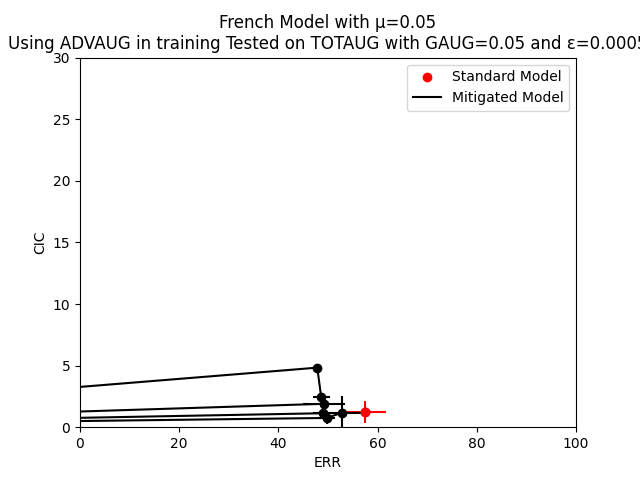 French Model with μ=0.05
Using ADVAUG in training Tested on TOTAUG with GAUG=0.05 and ε=0.0005
30
25
20
15
10
5
0
CIC
Standard Model
Mitigated Model
0 20 40 60 80 100
ERR